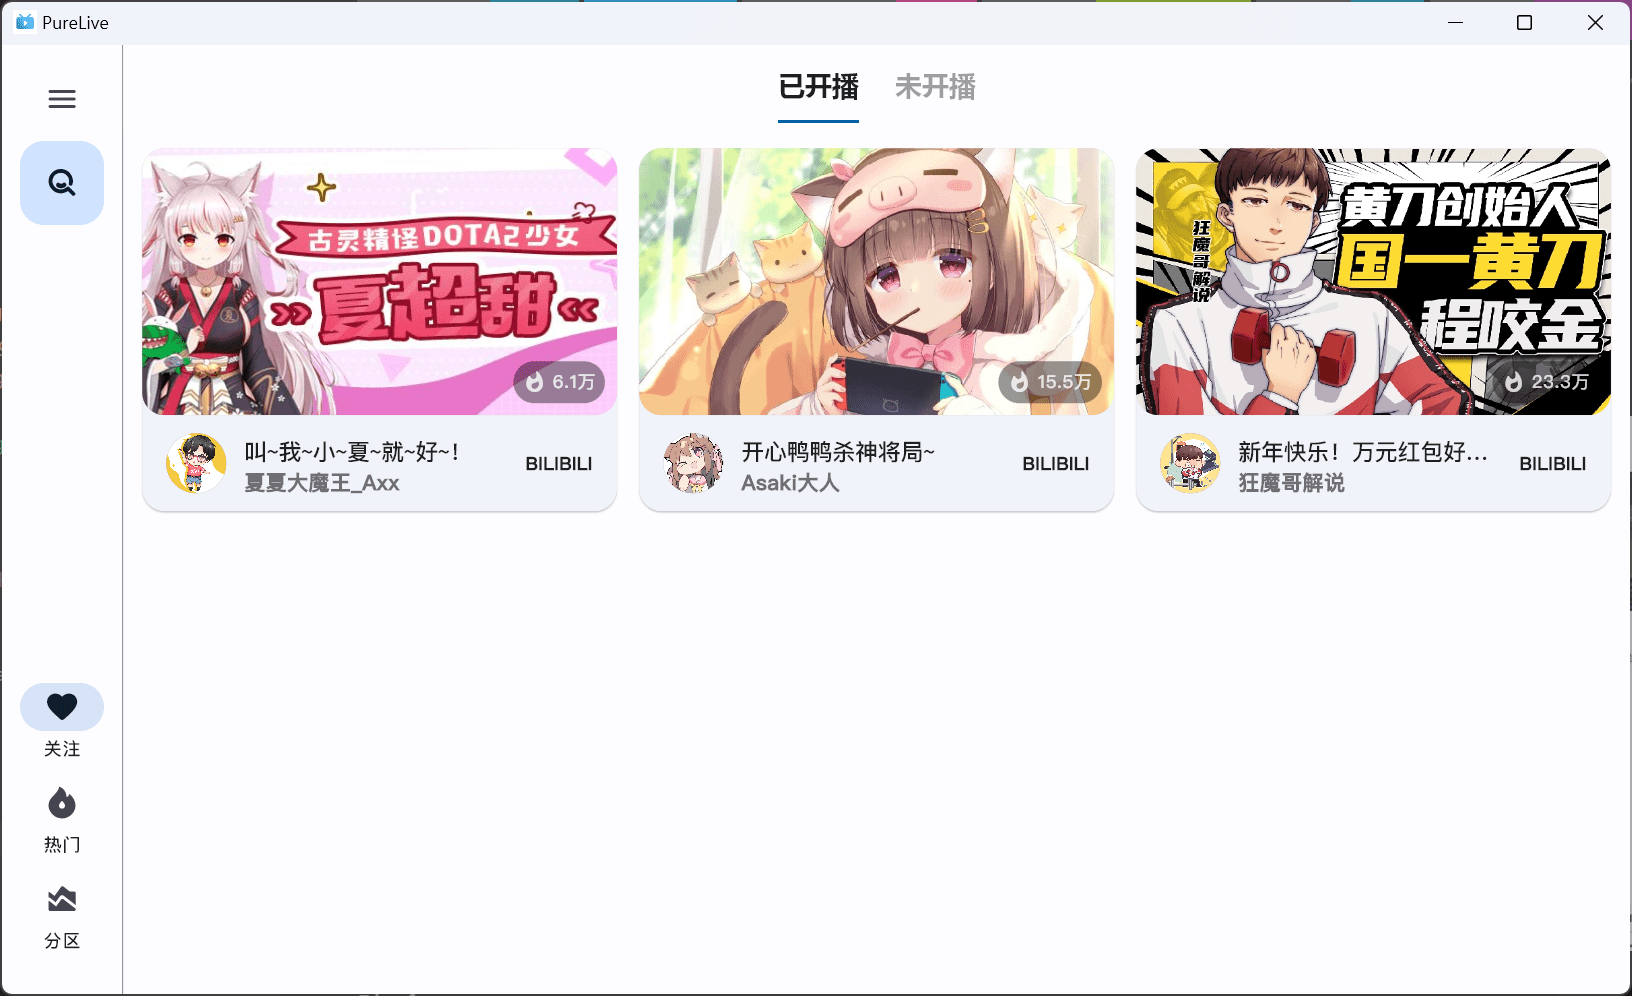 PureLive
已开播 未开播
古灵精怪DOTA2少女
夏超甜
6.1万
叫~我~小~夏~就~好~!
夏夏大魔王_Axx
BILIBILI
15.5万
开心鸭鸭杀神将局~
Asaki大人
BILIBILI
狂魔哥解说
黄刀创始人
国一黄刀
程咬金
23.3万
新年快乐！万元红包好...
狂魔哥解说
BILIBILI
关注
热门
分区